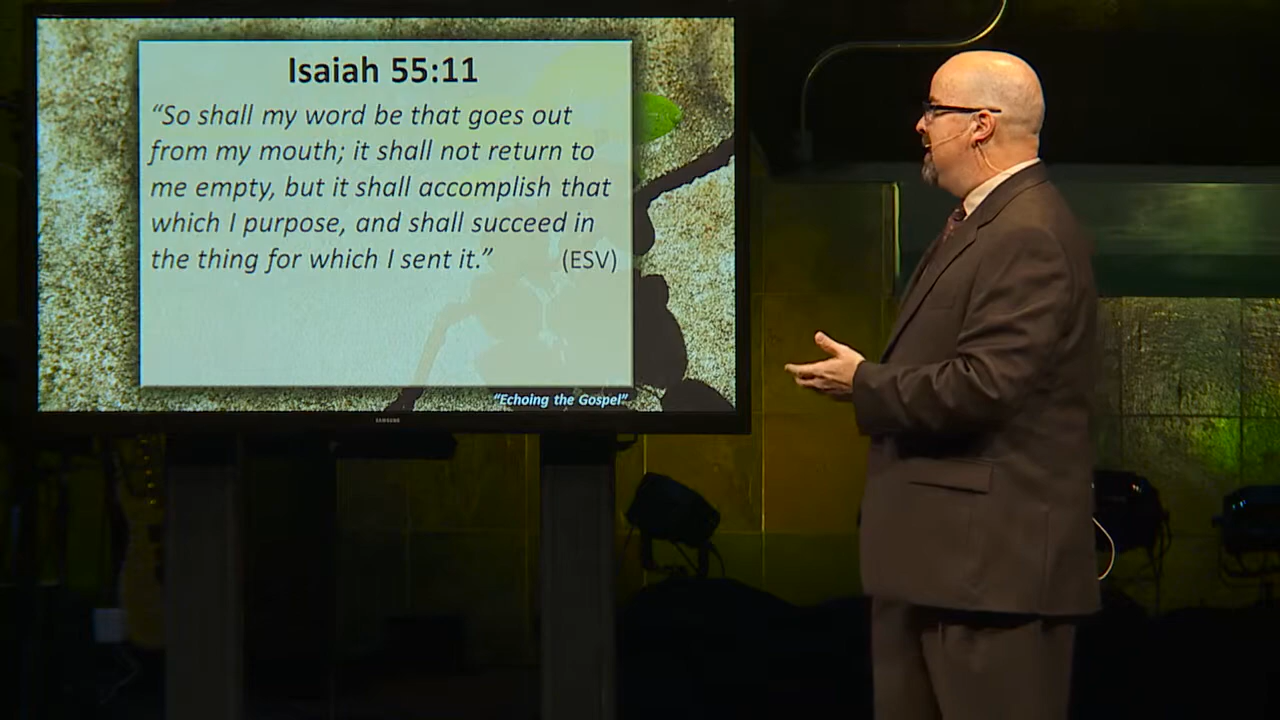 Isaiah 55:11
“So shall my word be that goes out
from my mouth; it shall not return to
me empty, but it shall accomplish that
which I purpose, and shall succeed in
the thing for which I sent it.” (ESV)
“Echoing the Gospel”
SAMSUNG